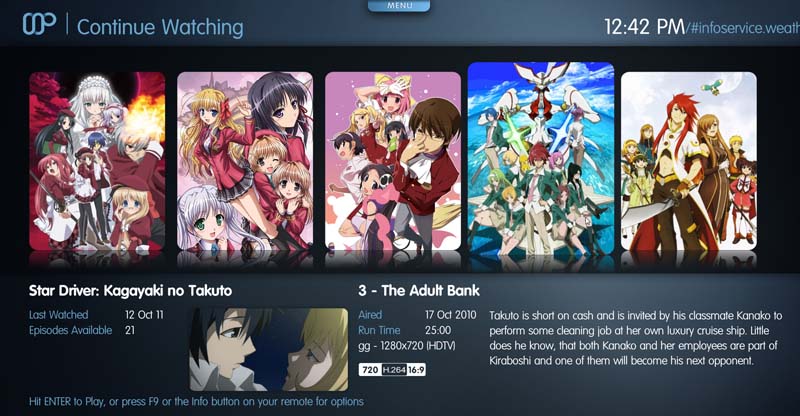 MENU
Continue Watching
12:42 PM/#infoservice.weath
Star Driver: Kagayaki no Takuto
Last Watched 12 Oct 11
Episodes Available 21
3 - The Adult Bank
Aired 17 Oct 2010
Run Time 25:00
gg - 1280x720 (HDTV)
720 H.264 16:9
Takuto is short on cash and is invited by his classmate Kanako to
perform some cleaning job at her own luxury cruise ship. Little
does he know, that both Kanako and her employees are part of
Kiraboshi and one of them will become his next opponent.
Hit ENTER to Play, or press F9 or the Info button on your remote for options